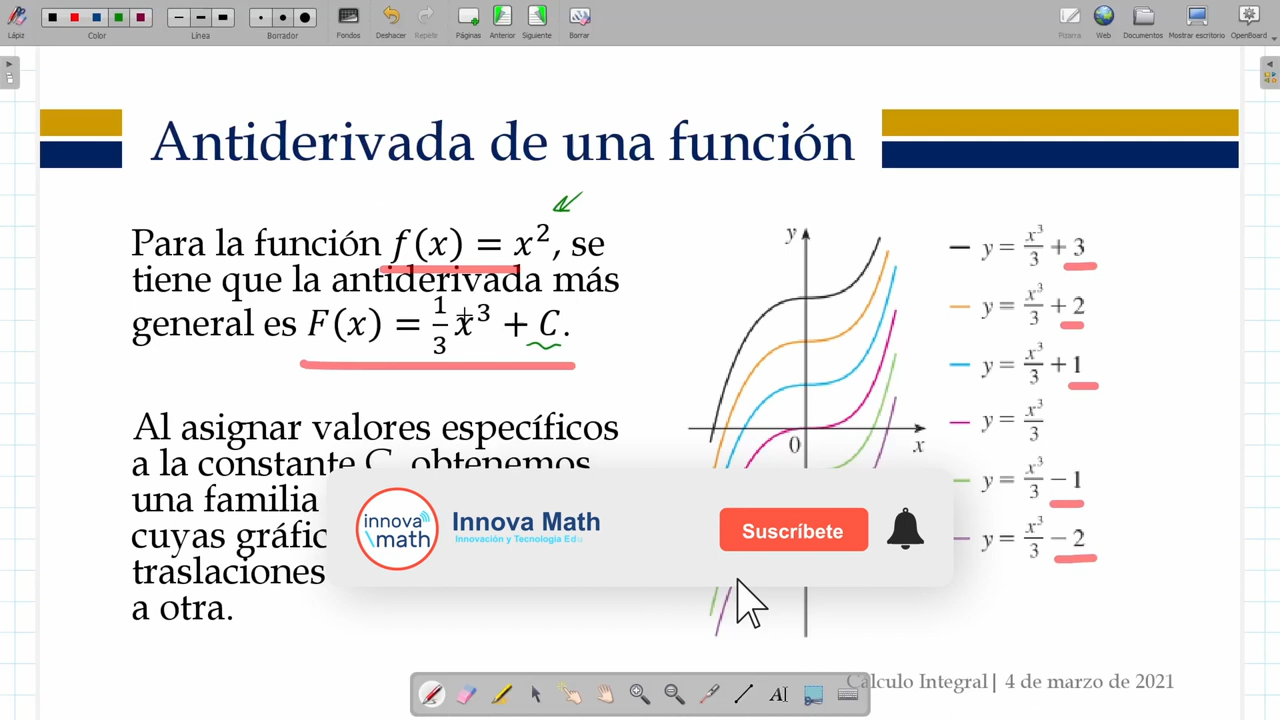 Lápiz
Color
Línea
Borrador
Fondos
Deshacer
Repetir
Páginas
Anterior
Siguiente
Borrar
Pizarra
Web
Documentos
Mostrar escritorio
OpenBoard
Antiderivada de una función
Para la función f(x) = x², se
tiene que la antiderivada más
general es F(x) = 1/3 x³ + C.
Al asignar valores específicos
a la constante C, obtenemos
una familia
cuyas gráfic
traslaciones
a otra.
y
0
x
y = x³/3 + 3
y = x³/3 + 2
y = x³/3 + 1
y = x³/3
y = x³/3 − 1
y = x³/3 − 2
innova
\math
Innova Math
Innovación y Tecnología Edu
Suscríbete
Cálculo Integral| 4 de marzo de 2021
AI